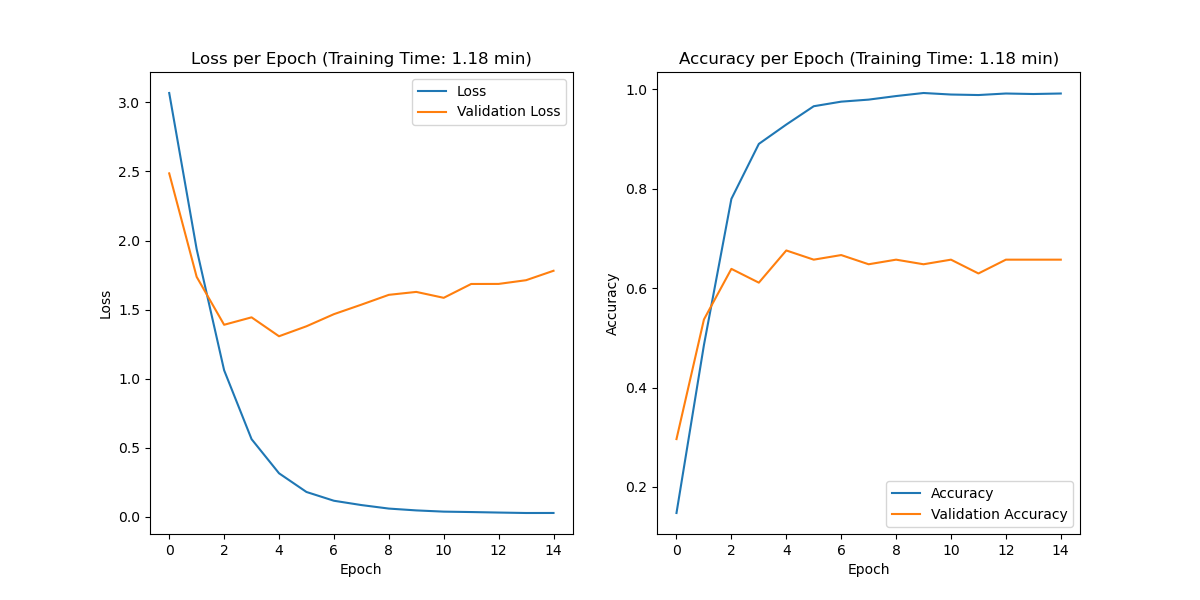 Loss per Epoch (Training Time: 1.18 min)
Loss
Validation Loss
3.0
2.5
2.0
1.5
1.0
0.5
0.0
Loss
0 2 4 6 8 10 12 14
Epoch
Accuracy per Epoch (Training Time: 1.18 min)
1.0
0.8
0.6
0.4
0.2
Accuracy
Accuracy
Validation Accuracy
0 2 4 6 8 10 12 14
Epoch